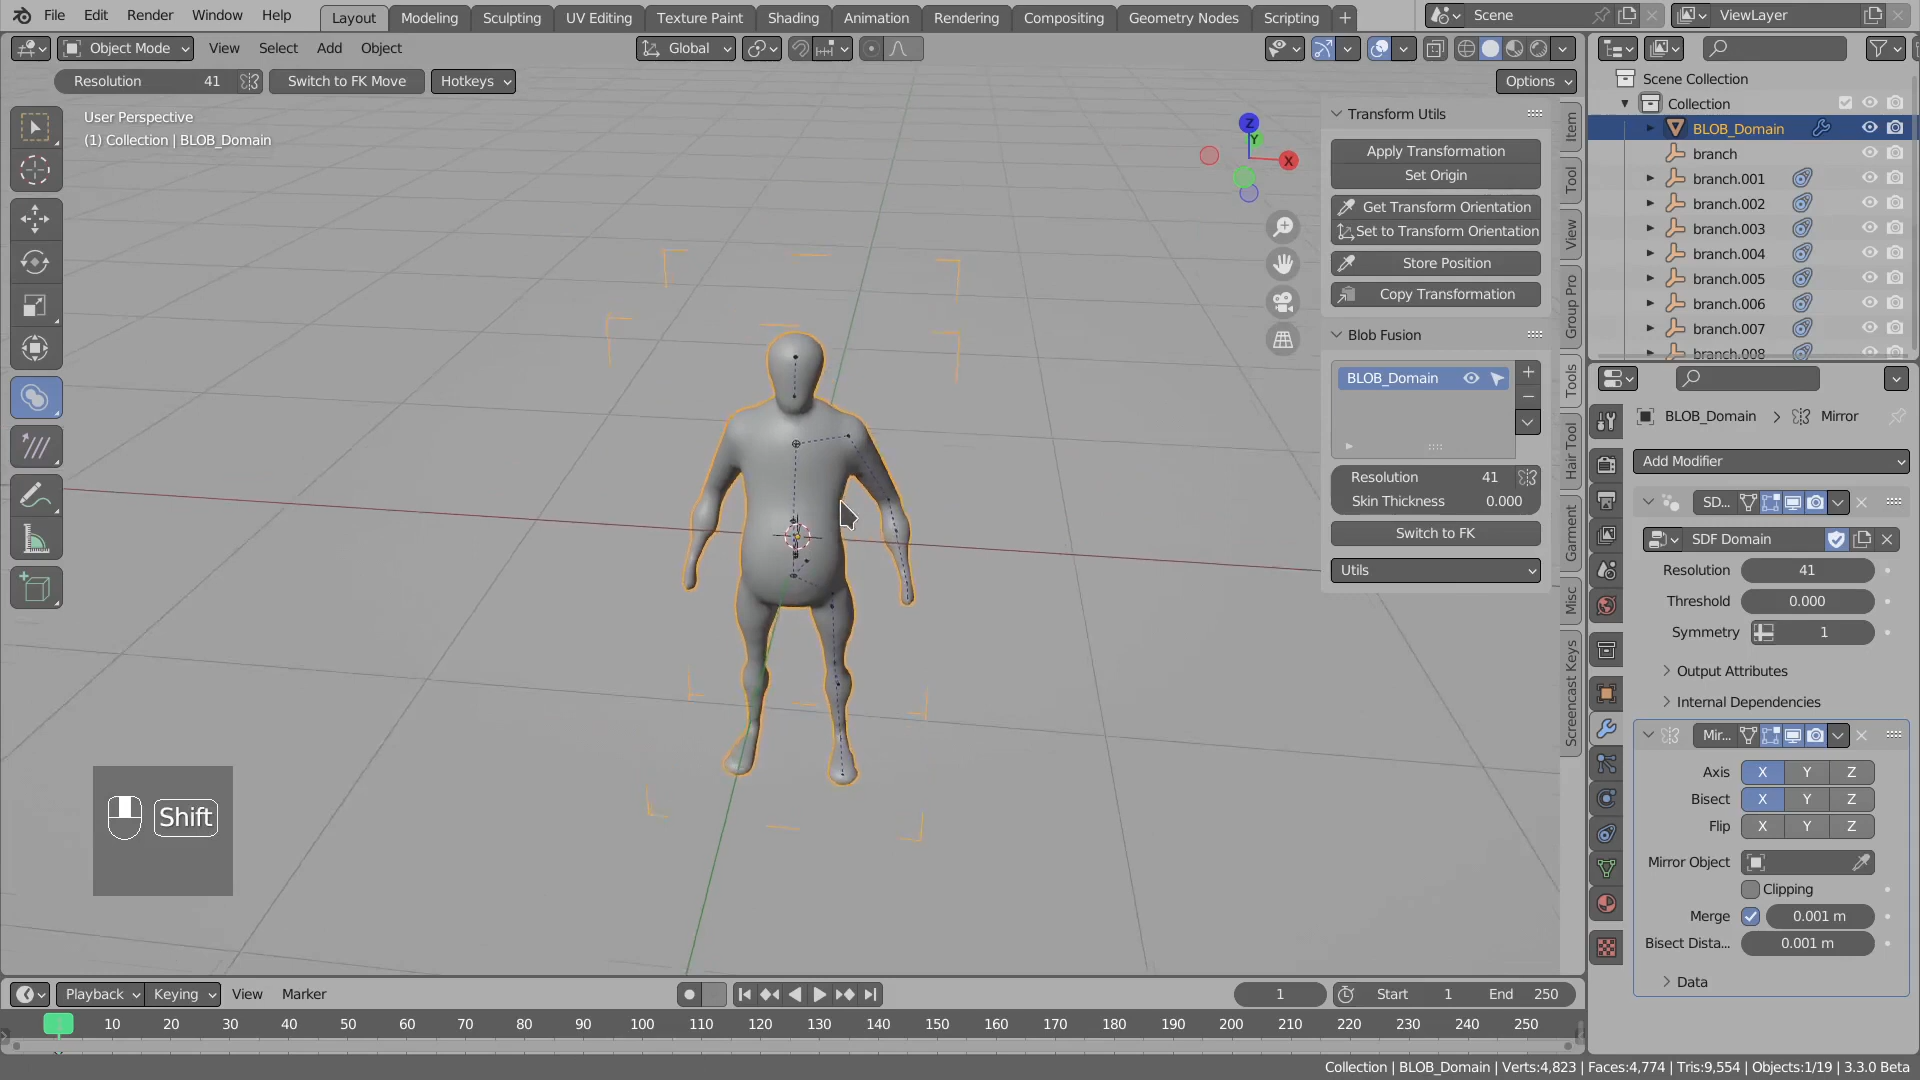 File Edit Render Window Help Layout Modeling Sculpting UV Editing Texture Paint Shading Animation Rendering Compositing Geometry Nodes Scripting + Scene ViewLayer
Object Mode View Select Add Object Global
Resolution 41 Switch to FK Move Hotkeys Options
User Perspective
(1) Collection | BLOB_Domain
Z
Y
X
Transform Utils
Apply Transformation
Set Origin
Get Transform Orientation
Set to Transform Orientation
Store Position
Copy Transformation
Blob Fusion
BLOB_Domain
Resolution 41
Skin Thickness 0.000
Switch to FK
Utils
Item
Tool
View
Group Pro
Tools
Hair Tool
Garment
Misc
Screencast Keys
Scene Collection
Collection
BLOB_Domain
branch
branch.001
branch.002
branch.003
branch.004
branch.005
branch.006
branch.007
branch.008
BLOB_Domain > Mirror
Add Modifier
SD...
SDF Domain
Resolution 41
Threshold 0.000
Symmetry 1
Output Attributes
Internal Dependencies
Mir...
Axis X Y Z
Bisect X Y Z
Flip X Y Z
Mirror Object
Clipping
Merge 0.001 m
Bisect Dista... 0.001 m
Data
Shift
Playback Keying View Marker 1 Start 1 End 250
10 20 30 40 50 60 70 80 90 100 110 120 130 140 150 160 170 180 190 200 210 220 230 240 250
Collection | BLOB_Domain | Verts:4,823 | Faces:4,774 | Tris:9,554 | Objects:1/19 | 3.3.0 Beta